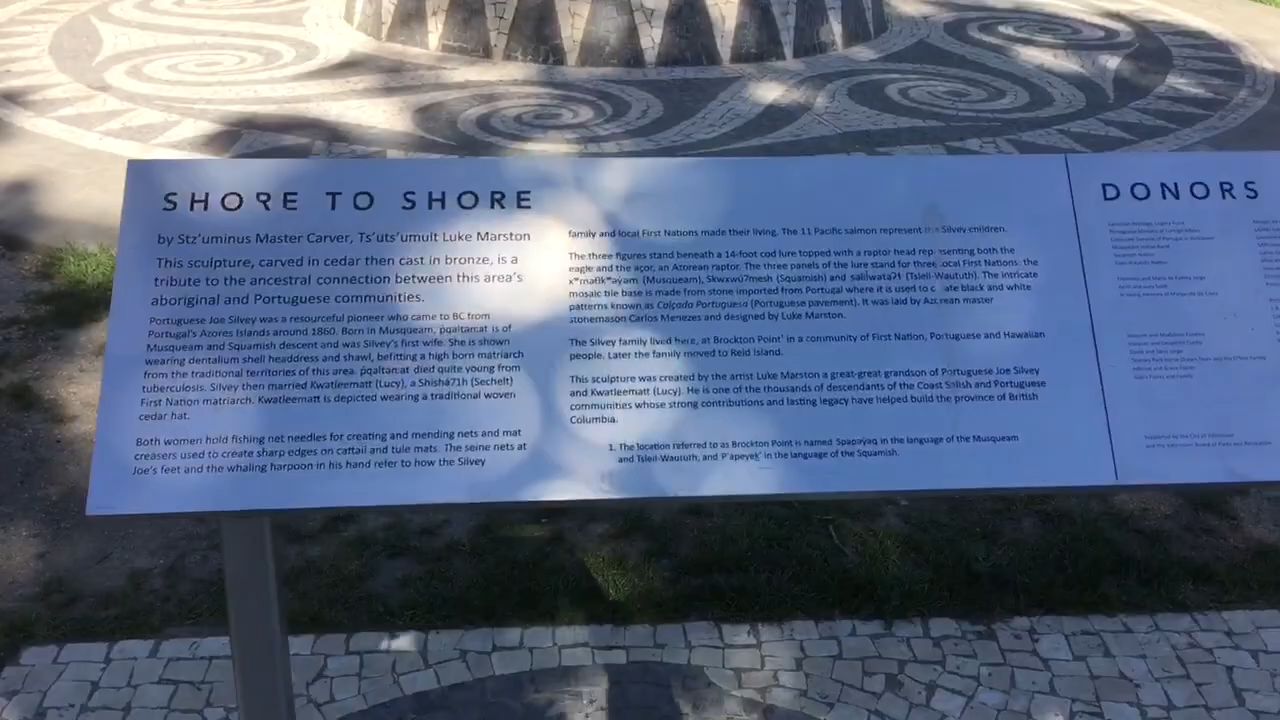 SHORE TO SHORE
by Stz'uminus Master Carver, Ts'uts'umult Luke Marston
This sculpture, carved in cedar then cast in bronze, is a
tribute to the ancestral connection between this area's
aboriginal and Portuguese communities.
Portuguese Joe Silvey was a resourceful pioneer who came to BC from
Portugal's Azores Islands around 1860. Born in Musqueam, p̓q̓altanat is of
Musqueam and Squamish descent and was Silvey's first wife. She is shown
wearing dentalium shell headdress and shawl, befitting a high born matriarch
from the traditional territories of this area. died quite young from
tuberculosis. Silvey then married Kwatleematt (Lucy), a Shishá7lh (Sechelt)
First Nation matriarch. Kwatleematt is depicted wearing a traditional woven
cedar hat.
Both women hold fishing net needles for creating and mending nets and mat
creasers used to create sharp edges on cattail and tule mats. The seine nets at
Joe's feet and the whaling harpoon in his hand refer to how the Silvey
family and local First Nations made their living. The 11 Pacific salmon represent the Silvey children.
The three figures stand beneath a 14-foot cod lure topped with a raptor head representing both the
eagle and the açor, an Azorean raptor. The three panels of the lure stand for three Local First Nations: the
(Musqueam), Skwxwú7mesh (Squamish) and (Tsleil-Waututh). The intricate
mosaic tile base is made from stone imported from Portugal where it is used to create black and white
patterns known as Calçada Portuguesa (Portuguese pavement). It was laid by Azorean master
stonemason Carlos Menezes and designed by Luke Marston.
The Silvey family lived here, at Brockton Point¹ in a community of First Nation, Portuguese and Hawaiian
people. Later the family moved to Reid Island.
This sculpture was created by the artist Luke Marston a great-great grandson of Portuguese Joe Silvey
and Kwatleematt (Lucy). He is one of the thousands of descendants of the Coast Salish and Portuguese
communities whose strong contributions and lasting legacy have helped build the province of British
Columbia.
1. The location referred to as Brockton Point is named in the language of the Musqueam
and Tsleil-Waututh, and in the language of the Squamish.
DONORS